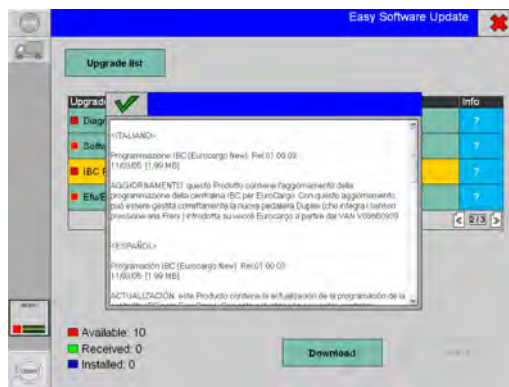 Easy Software Update
Upgrade list
Upgrade
Info
Diagr
?
Softw
?
IBC P
?
Efu/E
?
<ITALIANO>
Programmazione IBC (Eurocargo New). Rel.01.00.03
11/03/05 [1.99 MB]
AGGIORNAMENTO: questo Prodotto contiene l'aggiornamento della
programmazione della centralina IBC per EuroCargo. Con questo aggiornamento
può essere gestita correttamente la nuova pedaliera Duplex (che integra i sensori
pressione aria Freni ) introdotta su veicoli Eurocargo a partire dal VAN
<ESPAÑOL>
Programación IBC (Eurocargo New). Rel.01.00.03
11/03/05 [1.99 MB]
ACTUALIZACIÓN: este Producto contiene la actualización de la programación de la
< 2/3 >
Available: 10
Received: 0
Installed: 0
Download